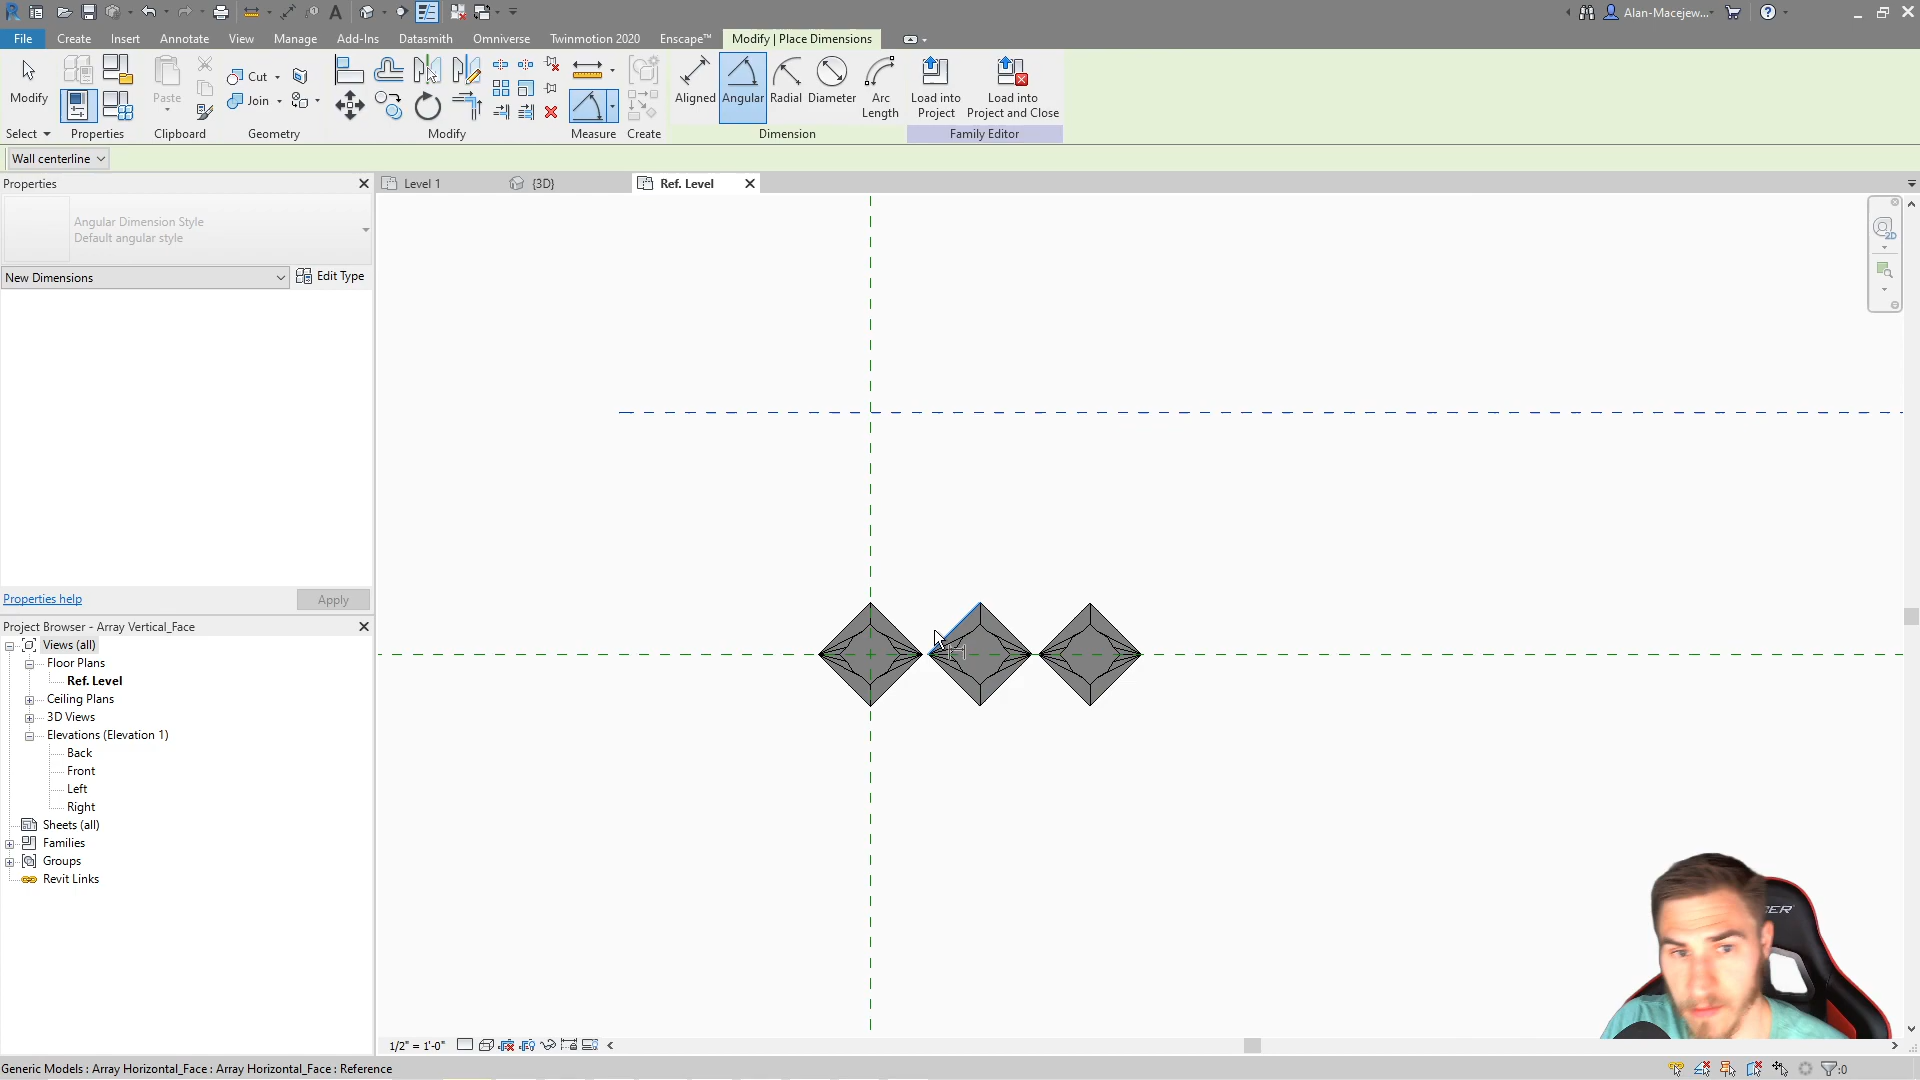 Alan-Macejew...
File
Create
Insert
Annotate
View
Manage
Add-Ins
Datasmith
Omniverse
Twinmotion 2020
Enscape™
Modify | Place Dimensions
Modify
Paste
Cut
Join
Aligned
Angular
Radial
Diameter
Arc
Length
Load into
Project
Load into
Project and Close
Select
Properties
Clipboard
Geometry
Modify
Measure
Create
Dimension
Family Editor
Wall centerline
Properties
Level 1
{3D}
Ref. Level
Angular Dimension Style
Default angular style
New Dimensions
Edit Type
2D
Properties help
Apply
Project Browser - Array Vertical_Face
Views (all)
Floor Plans
Ref. Level
Ceiling Plans
3D Views
Elevations (Elevation 1)
Back
Front
Left
Right
Sheets (all)
Families
Groups
Revit Links
1/2" = 1'-0"
Generic Models : Array Horizontal_Face : Array Horizontal_Face : Reference
:0